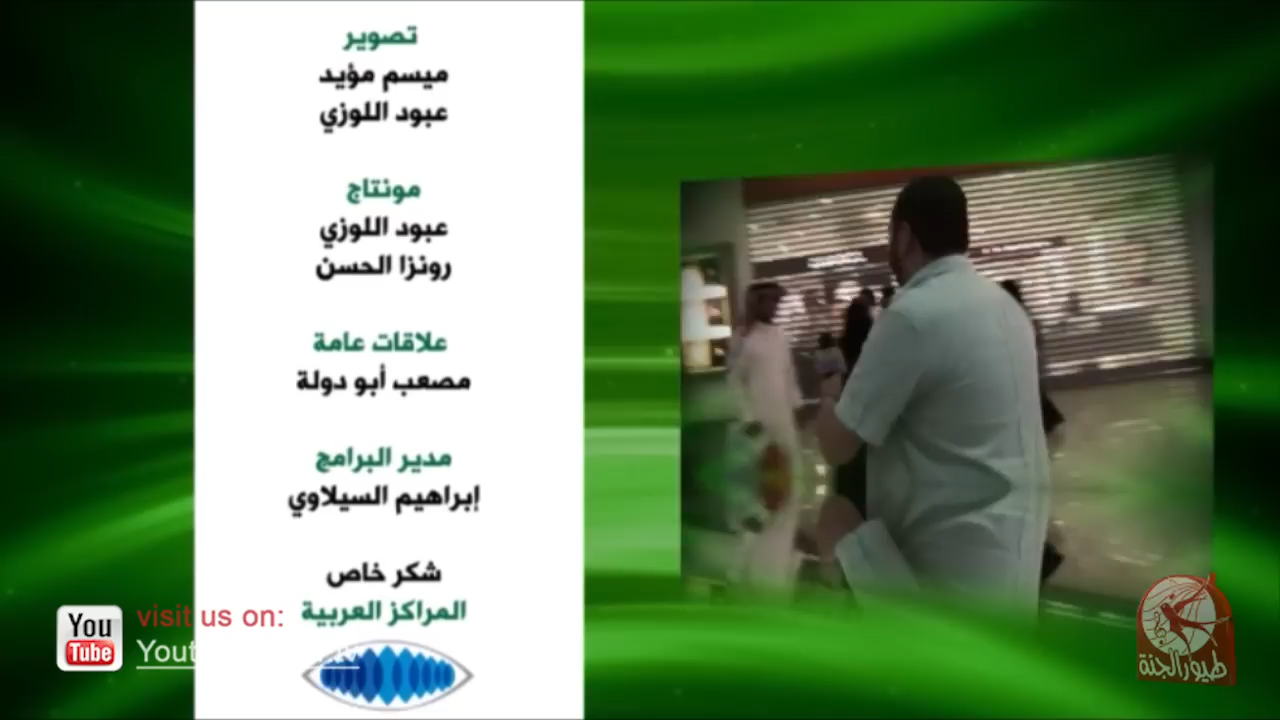 تصوير
ميسم مؤيد
عبود اللوزي
مونتاج
عبود اللوزي
رونزا الحسن
علاقات عامة
مصعب أبو دولة
مدير البرامج
إبراهيم السيلاوي
شكر خاص
المراكز العربية
You
Tube
visit us on:
طيور الجنة